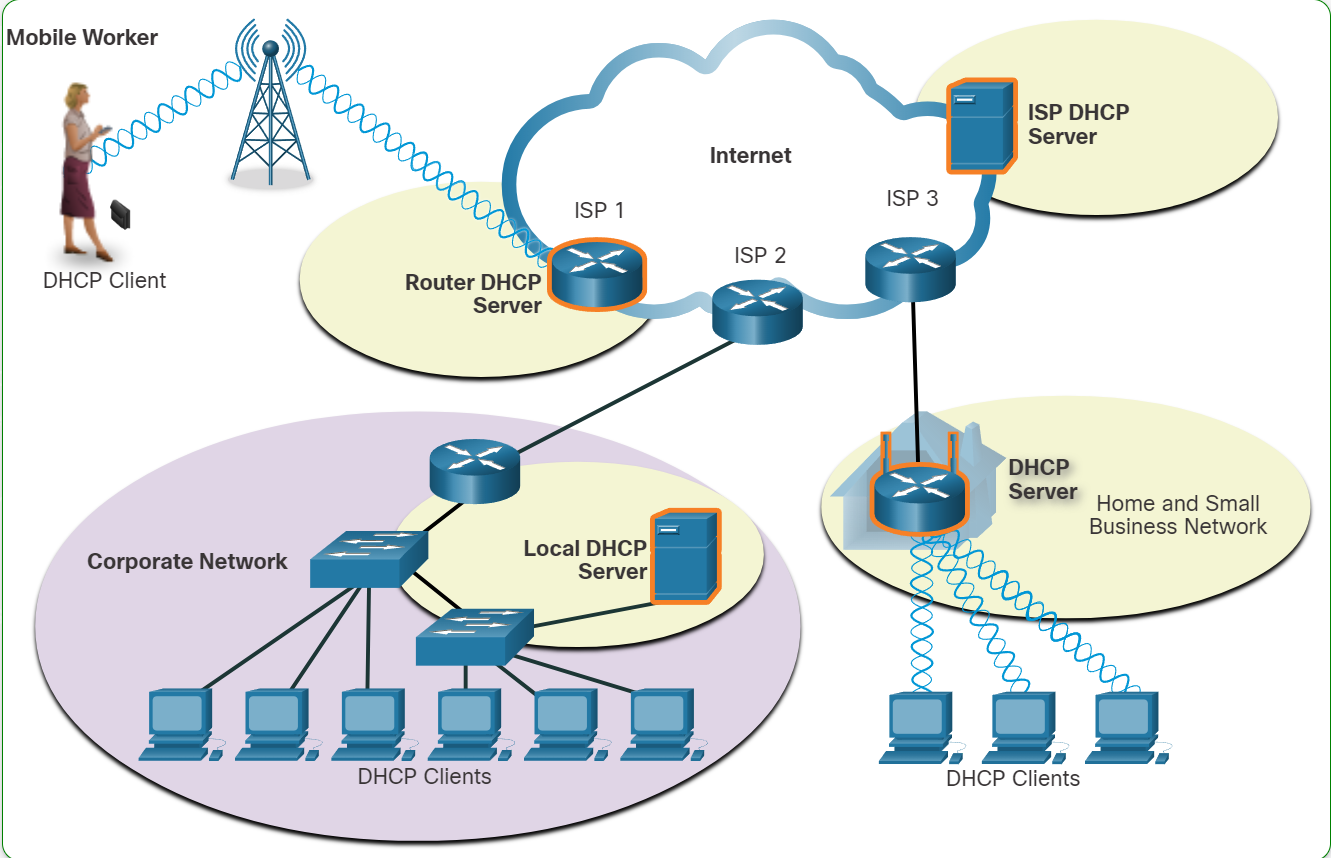 Mobile Worker
DHCP Client
Internet
ISP DHCP
Server
ISP 1
ISP 2
ISP 3
Router DHCP
Server
Corporate Network
Local DHCP
Server
DHCP Clients
DHCP
Server
Home and Small
Business Network
DHCP Clients